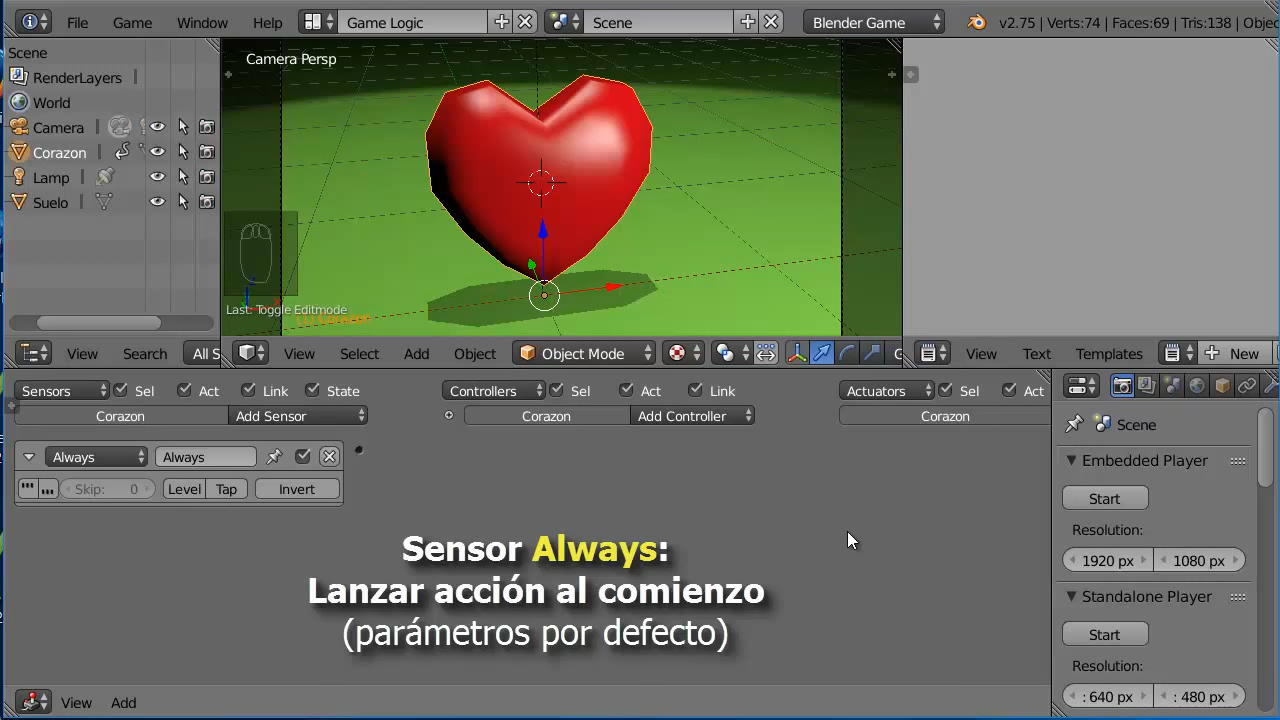 File Game Window Help Game Logic Scene Blender Game v2.75 | Verts:74 | Faces:69 | Tris:138 | Objec
Scene
RenderLayers
World
Camera
Corazon
Lamp
Suelo
Camera Persp
Last: Toggle Editmode
(1) Corazon
View Search All S
View Select Add Object Object Mode
View Text Templates New
Sensors Sel Act Link State
Controllers Sel Act Link
Actuators Sel Act
Corazon Add Sensor
Corazon Add Controller
Corazon
Always Always
Skip: 0 Level Tap Invert
Sensor Always:
Lanzar acción al comienzo
(parámetros por defecto)
Scene
Embedded Player
Start
Resolution:
1920 px 1080 px
Standalone Player
Start
Resolution:
: 640 px : 480 px
View Add